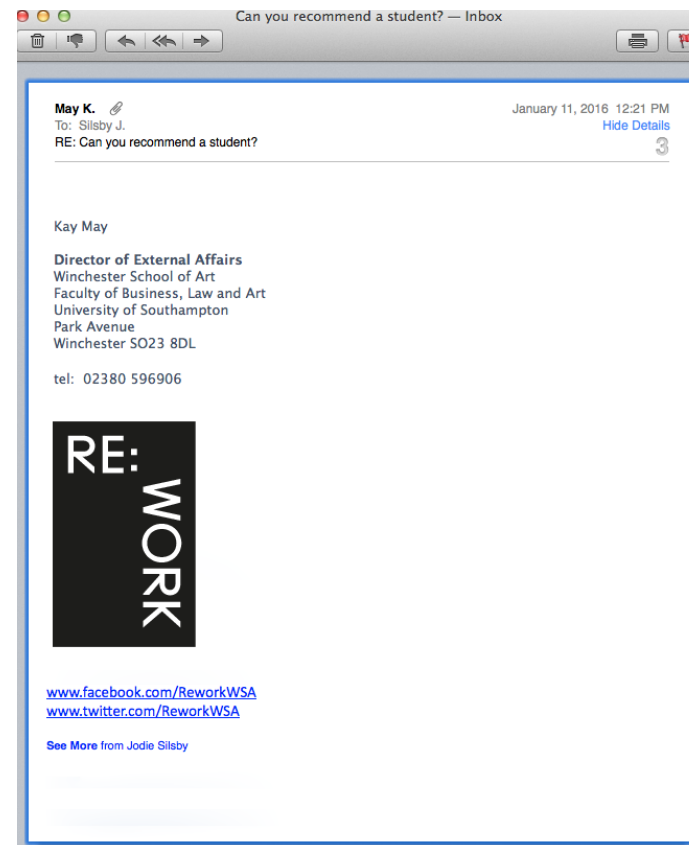 Can you recommend a student? — Inbox
May K.
January 11, 2016 12:21 PM
To: Silsby J.
Hide Details
RE: Can you recommend a student?
3
Kay May
Director of External Affairs
Winchester School of Art
Faculty of Business, Law and Art
University of Southampton
Park Avenue
Winchester SO23 8DL
tel: 02380 596906
RE:
WORK
www.facebook.com/ReworkWSA
www.twitter.com/ReworkWSA
See More from Jodie Silsby